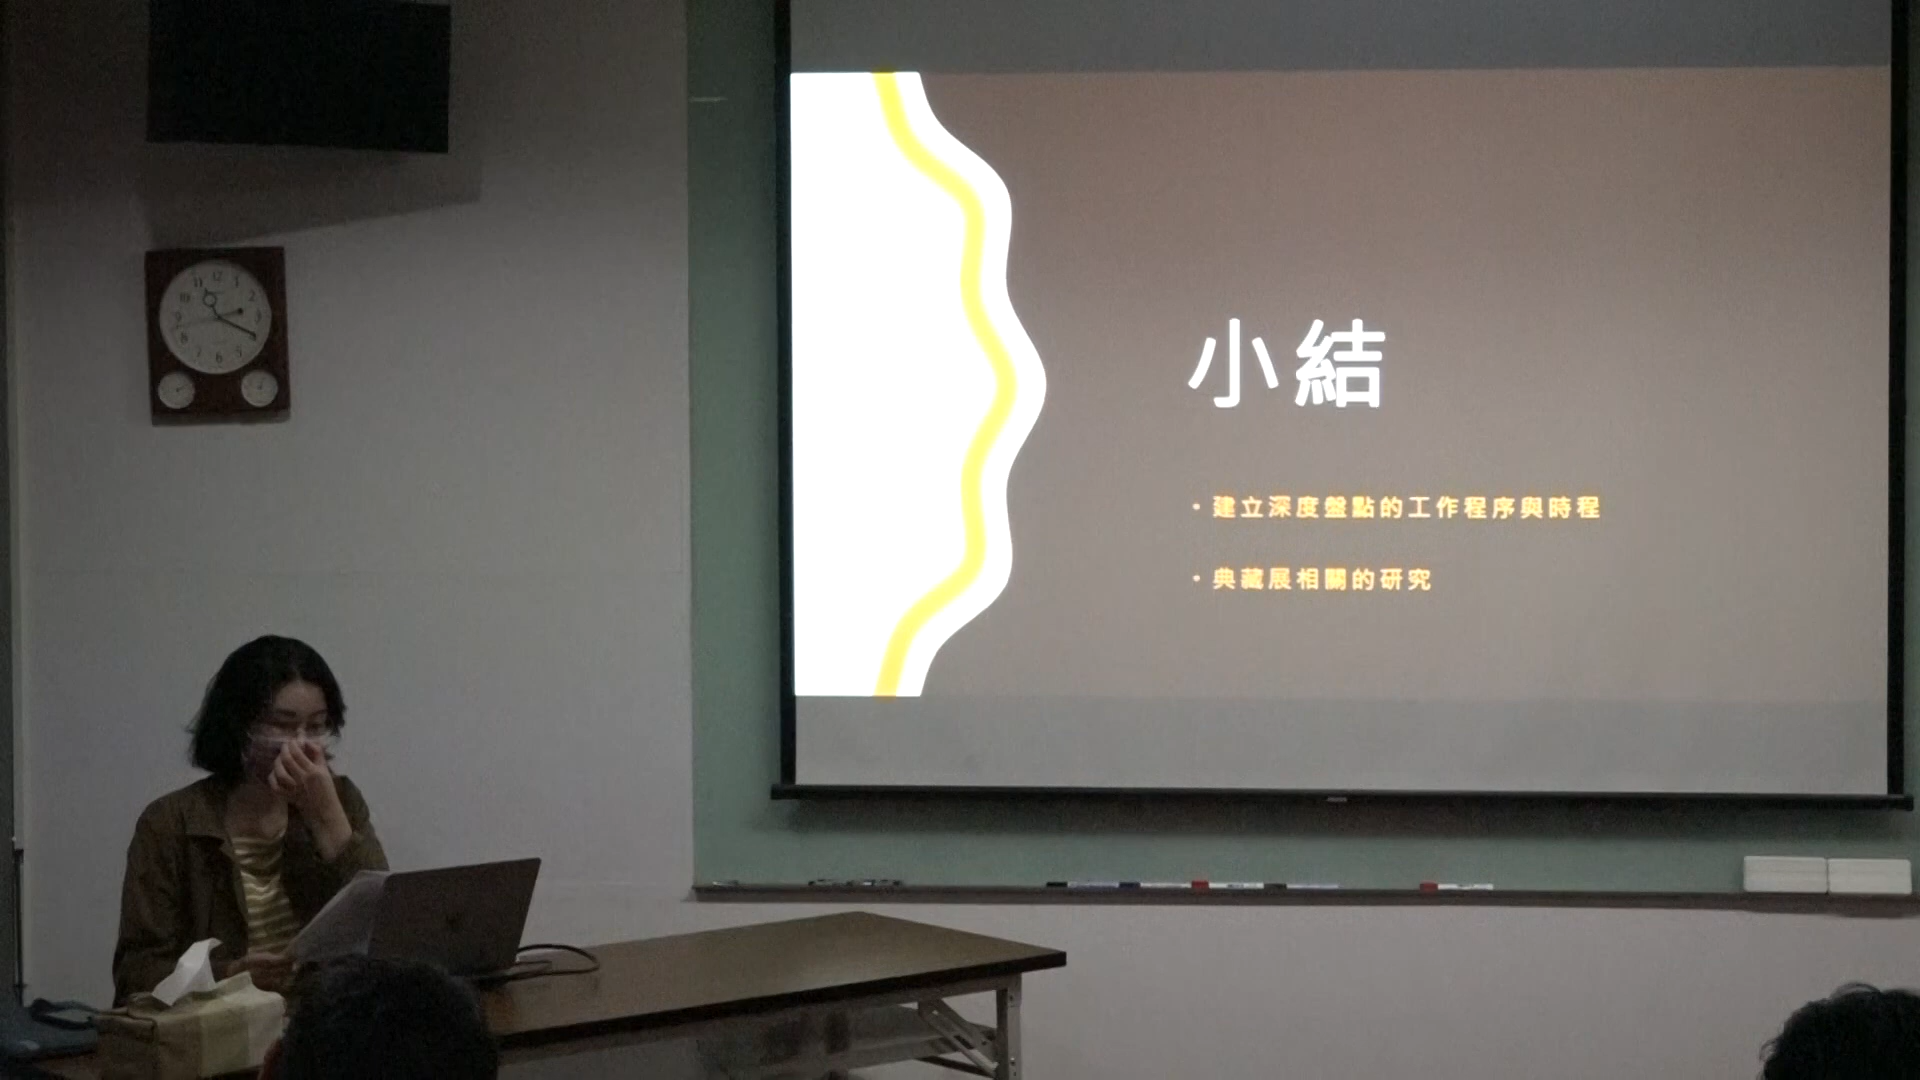 小結
・建立深度盤點的工作程序與時程
・典藏展相關的研究